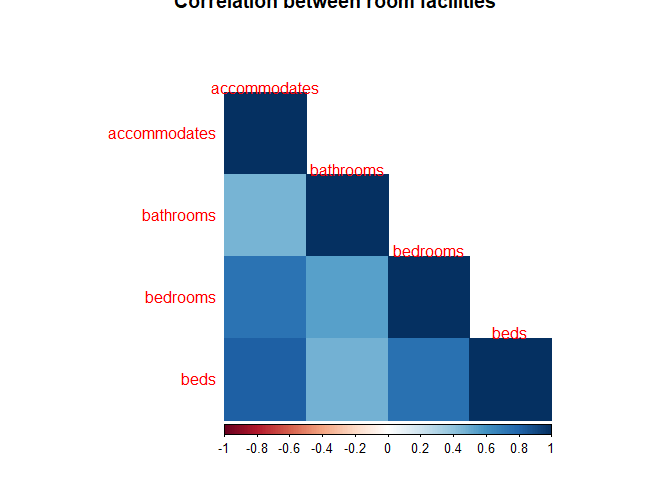 Correlation between room facilities
accommodates
accommodates
bathrooms
bathrooms
bedrooms
bedrooms
beds
beds
-1 -0.8 -0.6 -0.4 -0.2 0 0.2 0.4 0.6 0.8 1